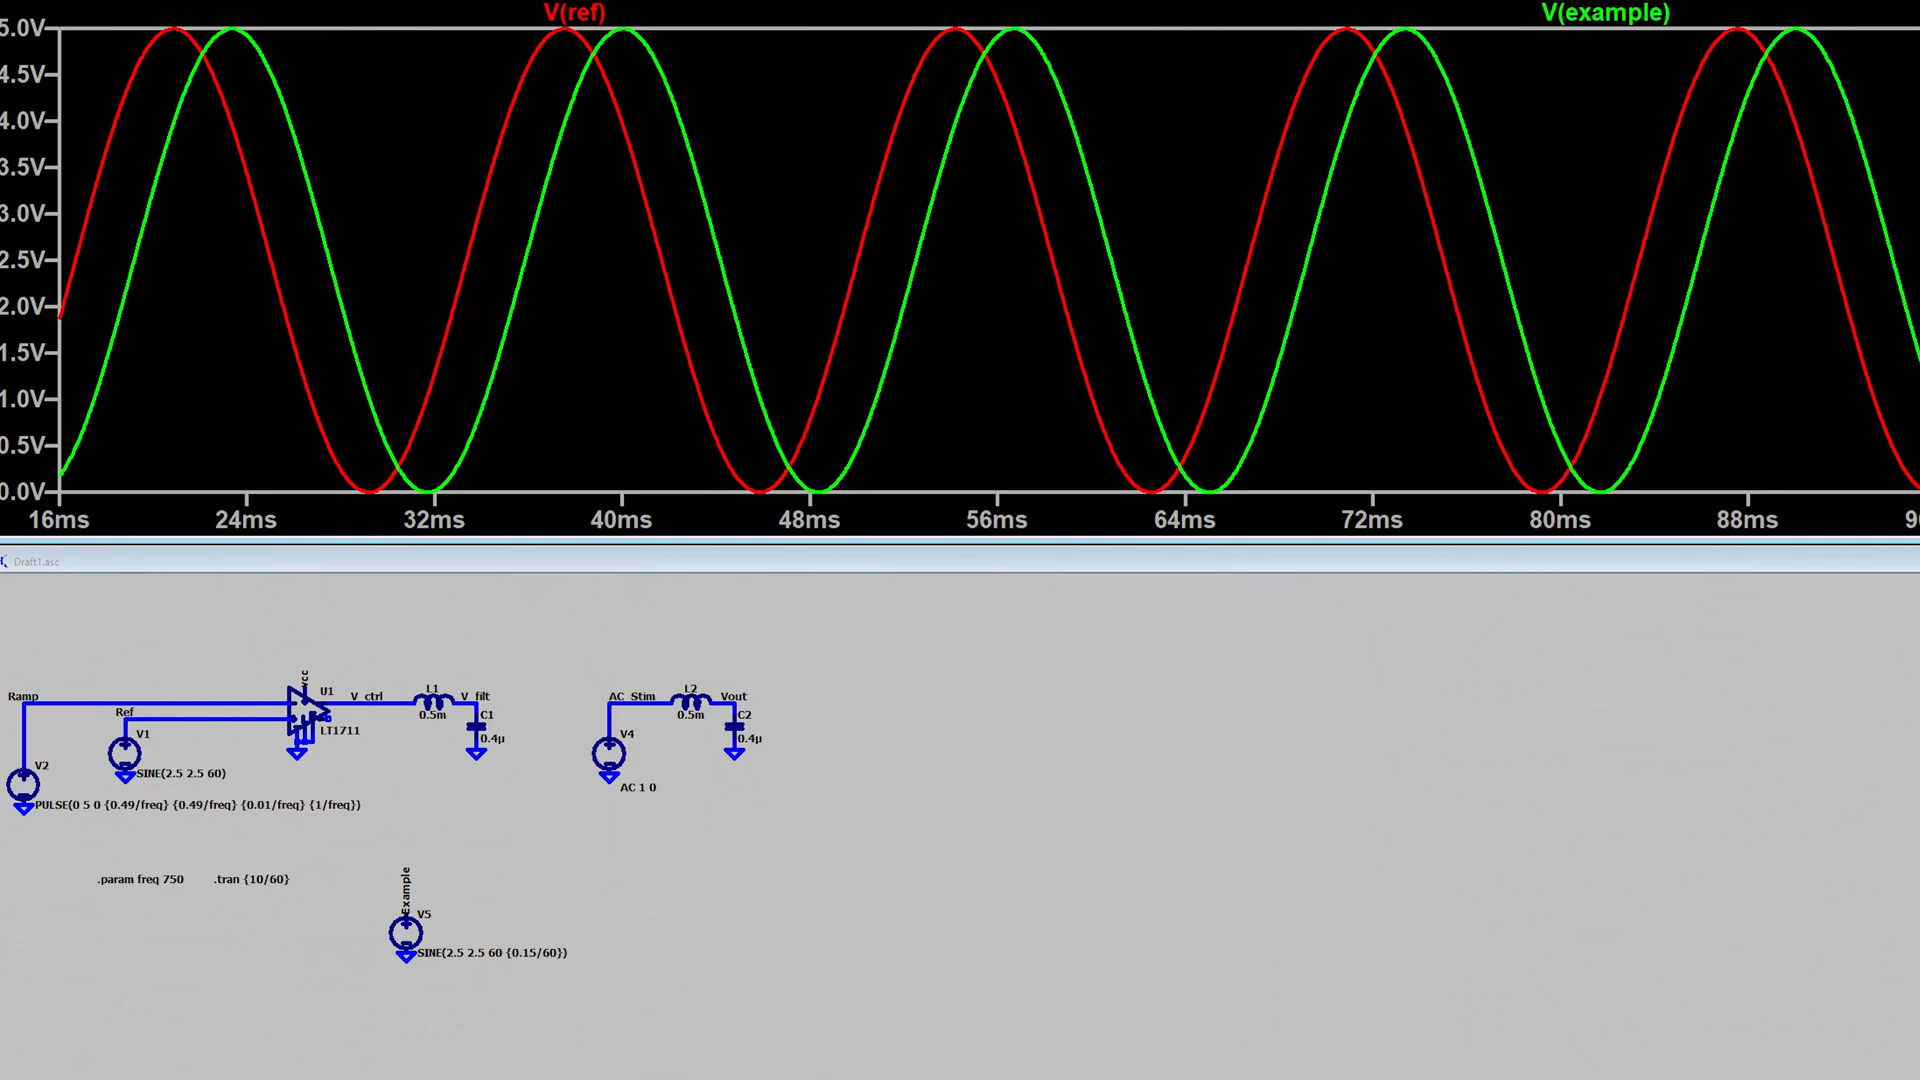 V(ref) V(example)
5.0V
4.5V
4.0V
3.5V
3.0V
2.5V
2.0V
1.5V
1.0V
0.5V
0.0V
16ms 24ms 32ms 40ms 48ms 56ms 64ms 72ms 80ms 88ms
Draft1.asc
Ramp
Ref
V1
SINE(2.5 2.5 60)
V2
PULSE(0 5 0 {0.49/freq} {0.49/freq} {0.01/freq} {1/freq})
vcc
U1
LT1711
V_ctrl
L1
0.5m
V_filt
C1
0.4µ
AC_Stim
L2
0.5m
Vout
C2
0.4µ
V4
AC 1 0
.param freq 750
.tran {10/60}
Example
V5
SINE(2.5 2.5 60 {0.15/60})